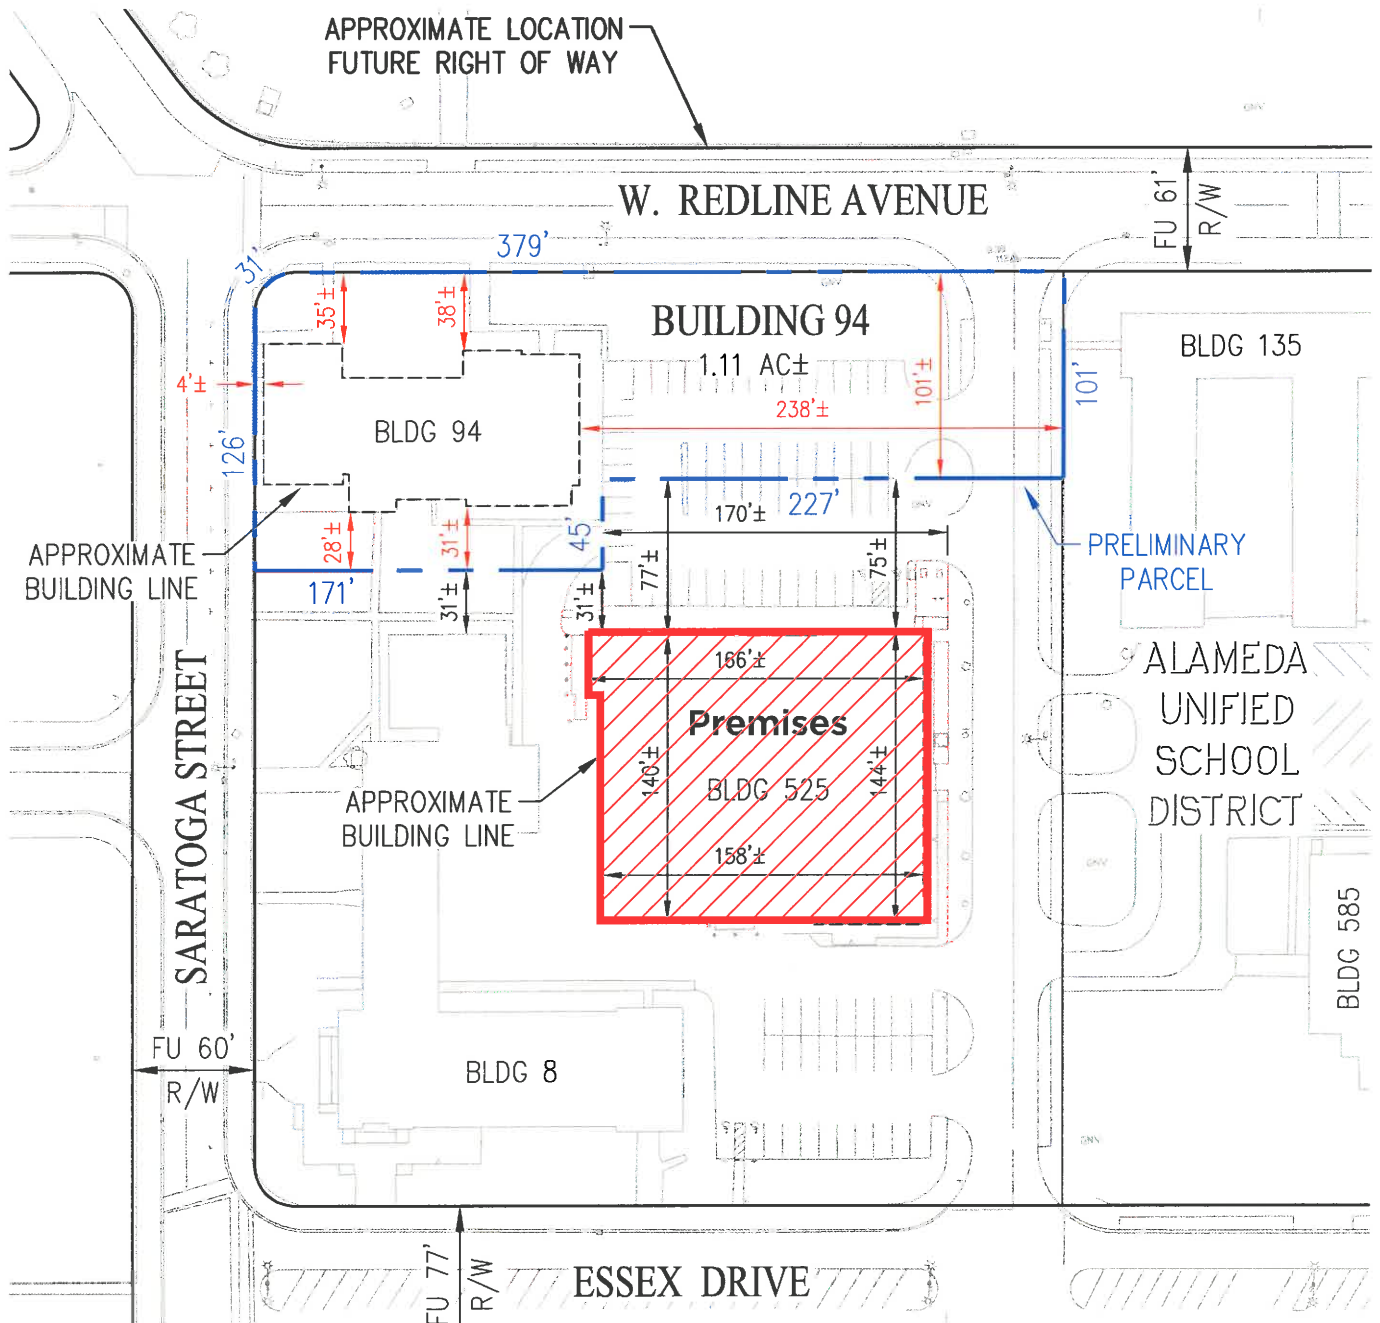 APPROXIMATE LOCATION
FUTURE RIGHT OF WAY
W. REDLINE AVENUE
FU 61'
R/W
31'
379'
35'±
38'±
BUILDING 94
1.11 AC±
101'±
101'
BLDG 135
4'±
238'±
BLDG 94
126'
227'
170'±
45'
28'±
31'±
77'±
75'±
APPROXIMATE
BUILDING LINE
171'
31'±
31'±
PRELIMINARY
PARCEL
166'±
ALAMEDA
UNIFIED
SCHOOL
DISTRICT
SARATOGA STREET
Premises
140'±
144'±
BLDG 525
APPROXIMATE
BUILDING LINE
158'±
BLDG 585
FU 60'
R/W
BLDG 8
FU 77'
R/W
ESSEX DRIVE